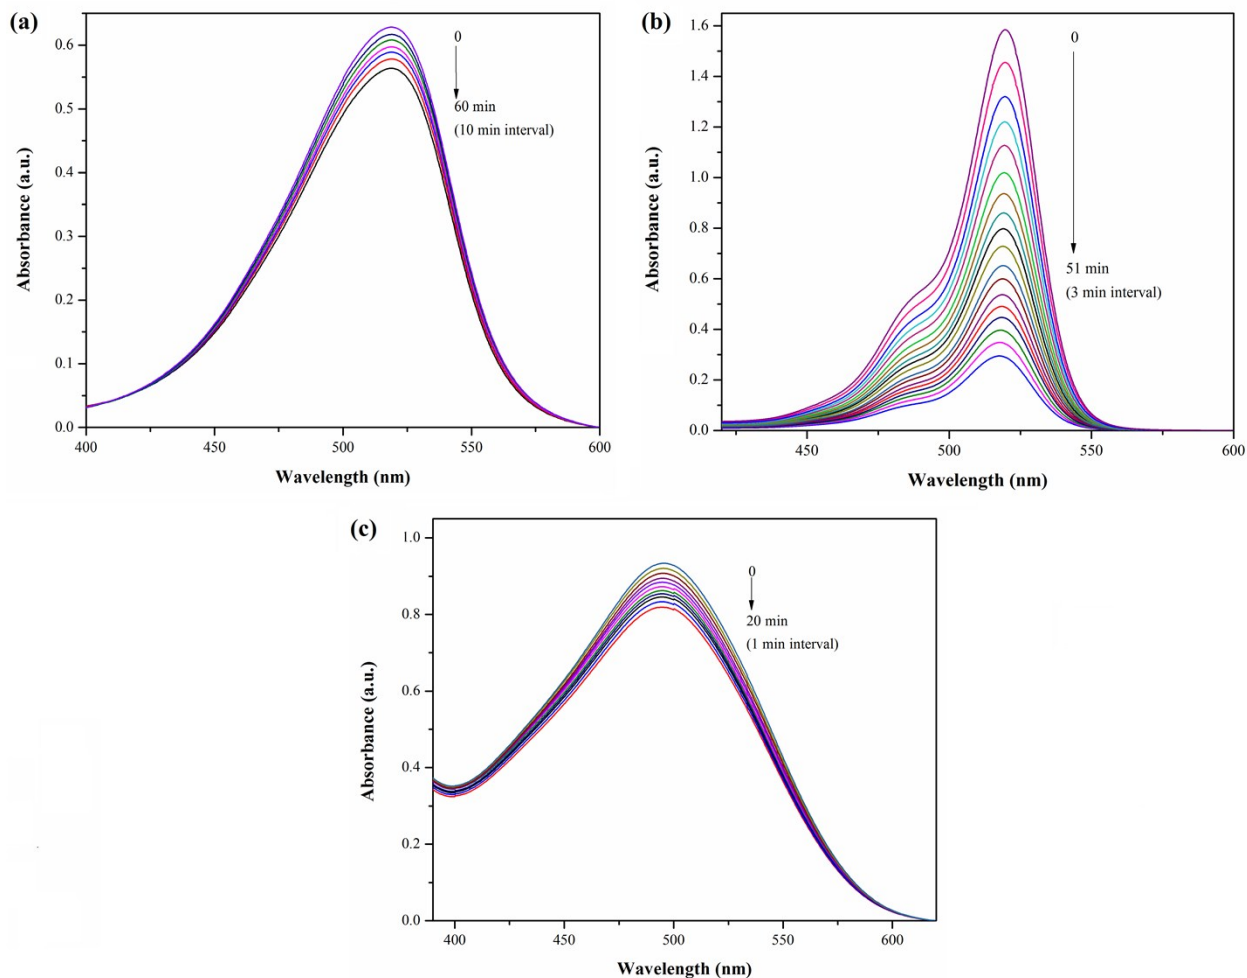 (a)
0.6
0.5
0.4
0.3
0.2
0.1
0.0
Absorbance (a.u.)
0
60 min
(10 min interval)
400 450 500 550 600
Wavelength (nm)
(b)
1.6
1.4
1.2
1.0
0.8
0.6
0.4
0.2
0.0
Absorbance (a.u.)
0
51 min
(3 min interval)
450 500 550 600
Wavelength (nm)
(c)
1.0
0.8
0.6
0.4
0.2
0.0
Absorbance (a.u.)
0
20 min
(1 min interval)
400 450 500 550 600
Wavelength (nm)